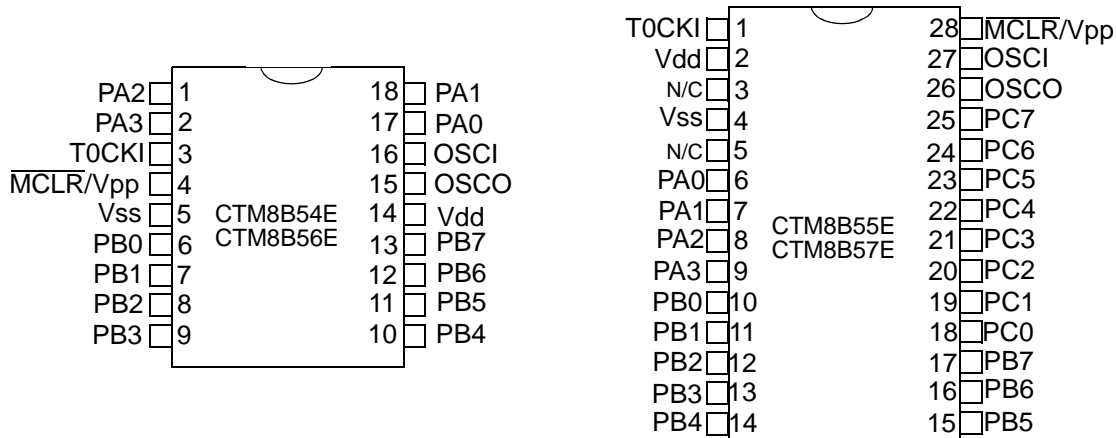 PA2 1 18 PA1
PA3 2 17 PA0
T0CKI 3 16 OSCI
MCLR/Vpp 4 15 OSCO
Vss 5 14 Vdd
PB0 6 13 PB7
PB1 7 12 PB6
PB2 8 11 PB5
PB3 9 10 PB4
CTM8B54E
CTM8B56E
T0CKI 1 28 MCLR/Vpp
Vdd 2 27 OSCI
N/C 3 26 OSCO
Vss 4 25 PC7
N/C 5 24 PC6
PA0 6 23 PC5
PA1 7 22 PC4
PA2 8 21 PC3
PA3 9 20 PC2
PB0 10 19 PC1
PB1 11 18 PC0
PB2 12 17 PB7
PB3 13 16 PB6
PB4 14 15 PB5
CTM8B55E
CTM8B57E